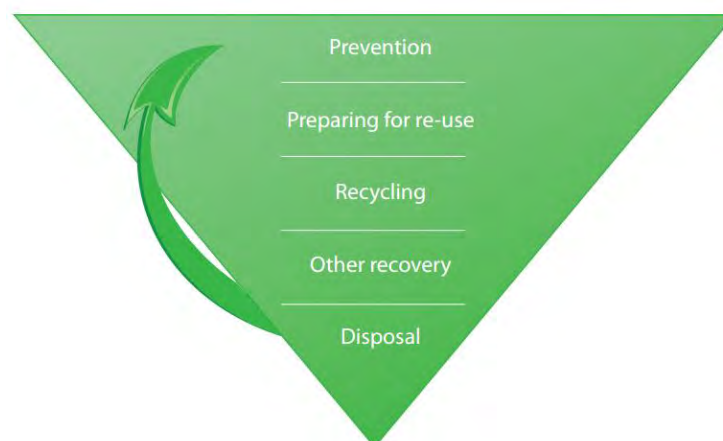 Prevention
Preparing for re-use
Recycling
Other recovery
Disposal